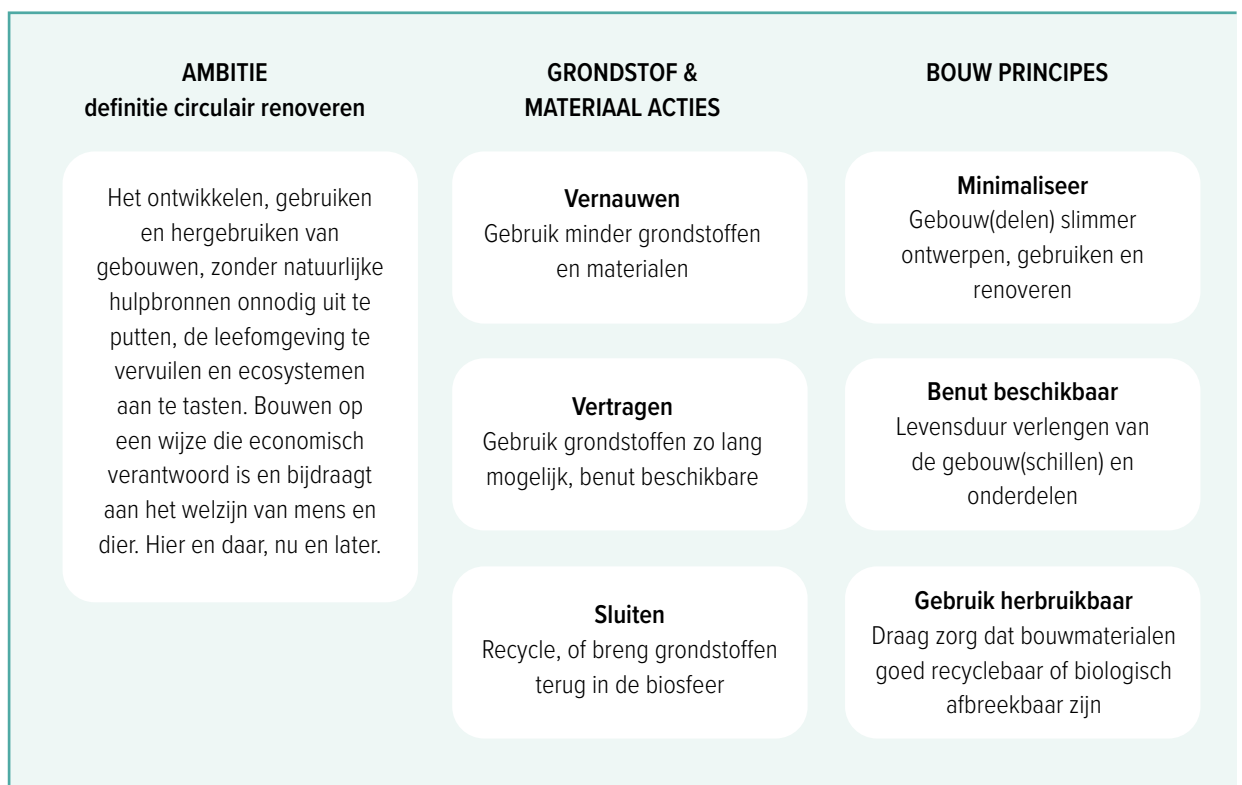 AMBITIE
definitie circulair renoveren
Het ontwikkelen, gebruiken
en hergebruiken van
gebouwen, zonder natuurlijke
hulpbronnen onnodig uit te
putten, de leefomgeving te
vervuilen en ecosystemen
aan te tasten. Bouwen op
een wijze die economisch
verantwoord is en bijdraagt
aan het welzijn van mens en
dier. Hier en daar, nu en later.
GRONDSTOF &
MATERIAAL ACTIES
Vernauwen
Gebruik minder grondstoffen
en materialen
Vertragen
Gebruik grondstoffen zo lang
mogelijk, benut beschikbare
Sluiten
Recycle, of breng grondstoffen
terug in de biosfeer
BOUW PRINCIPES
Minimaliseer
Gebouw(delen) slimmer
ontwerpen, gebruiken en
renoveren
Benut beschikbaar
Levensduur verlengen van
de gebouw(schillen) en
onderdelen
Gebruik herbruikbaar
Draag zorg dat bouwmaterialen
goed recyclebaar of biologisch
afbreekbaar zijn